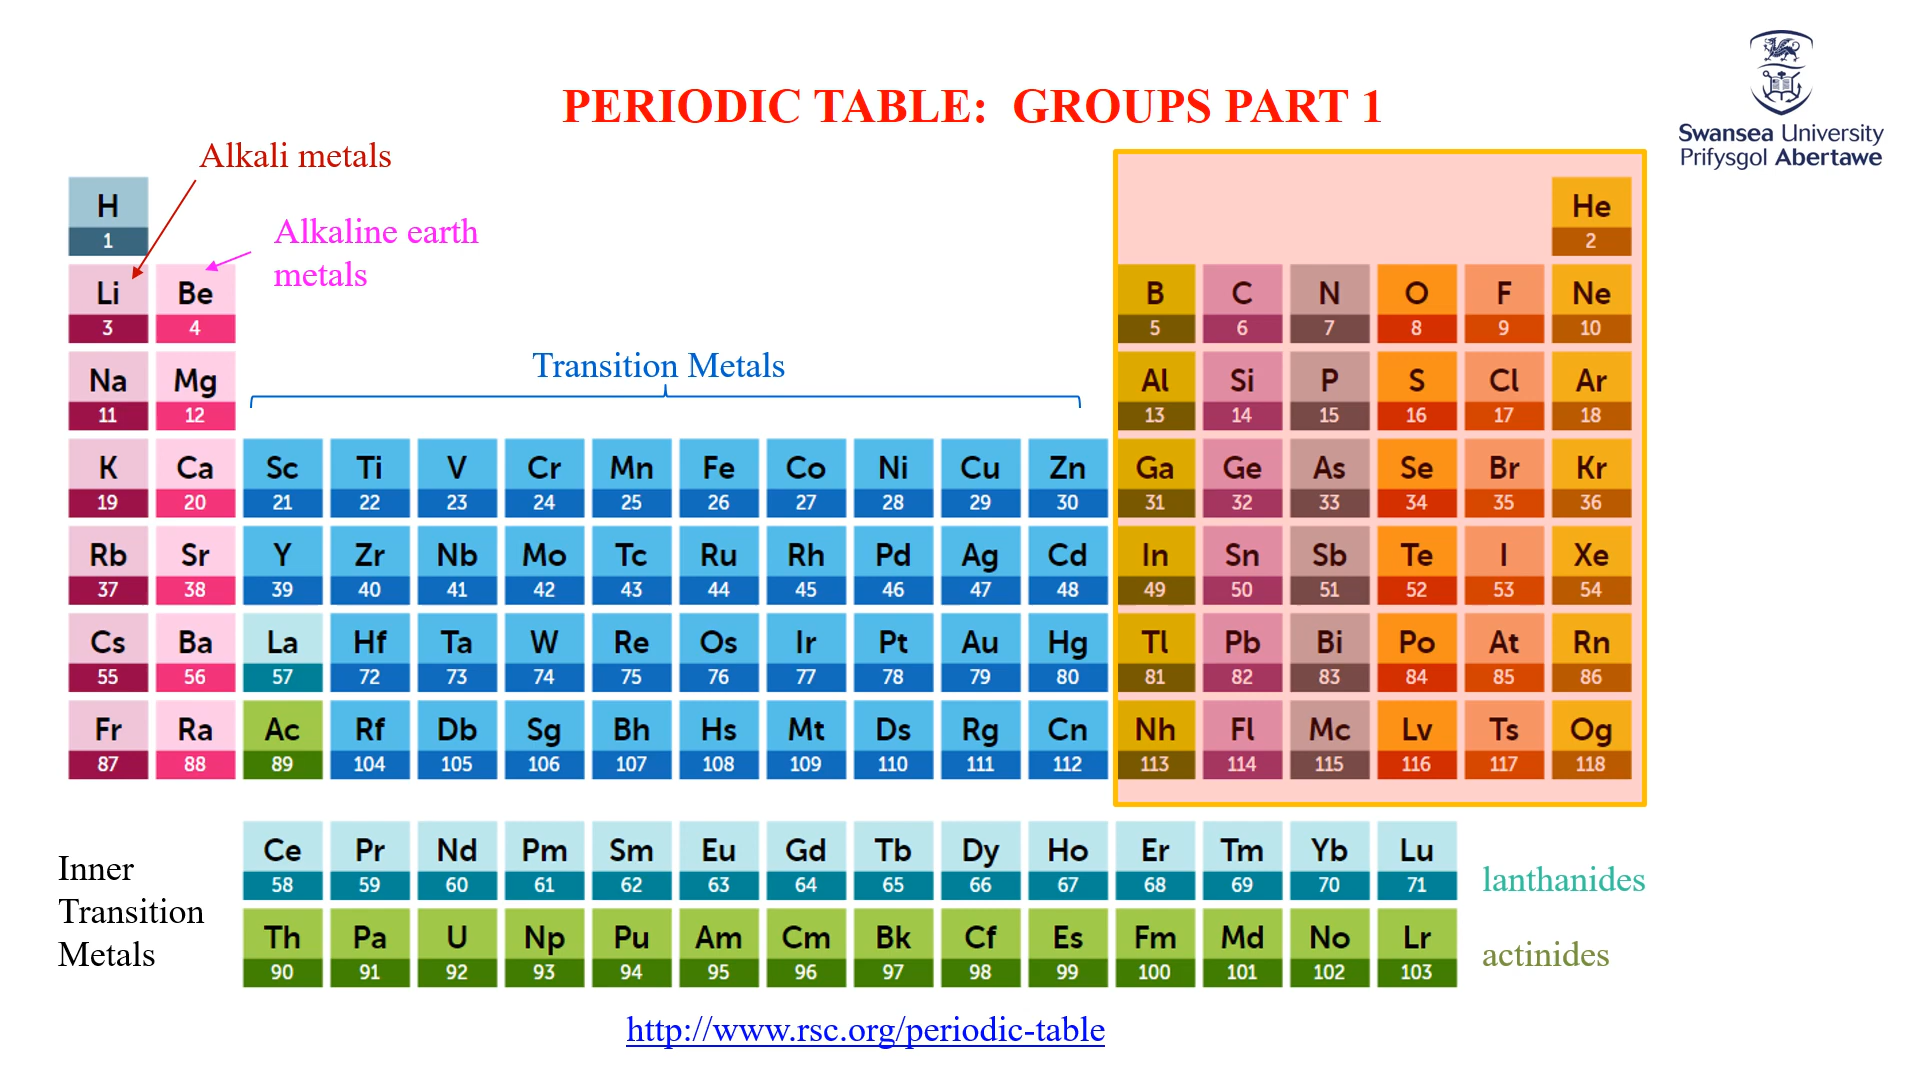 PERIODIC TABLE: GROUPS PART 1
Swansea University
Prifysgol Abertawe
Alkali metals
Alkaline earth
metals
Transition Metals
H He
1 2
Li Be B C N O F Ne
3 4 5 6 7 8 9 10
Na Mg Al Si P S Cl Ar
11 12 13 14 15 16 17 18
K Ca Sc Ti V Cr Mn Fe Co Ni Cu Zn Ga Ge As Se Br Kr
19 20 21 22 23 24 25 26 27 28 29 30 31 32 33 34 35 36
Rb Sr Y Zr Nb Mo Tc Ru Rh Pd Ag Cd In Sn Sb Te I Xe
37 38 39 40 41 42 43 44 45 46 47 48 49 50 51 52 53 54
Cs Ba La Hf Ta W Re Os Ir Pt Au Hg Tl Pb Bi Po At Rn
55 56 57 72 73 74 75 76 77 78 79 80 81 82 83 84 85 86
Fr Ra Ac Rf Db Sg Bh Hs Mt Ds Rg Cn Nh Fl Mc Lv Ts Og
87 88 89 104 105 106 107 108 109 110 111 112 113 114 115 116 117 118
Inner
Transition
Metals
Ce Pr Nd Pm Sm Eu Gd Tb Dy Ho Er Tm Yb Lu
58 59 60 61 62 63 64 65 66 67 68 69 70 71
lanthanides
Th Pa U Np Pu Am Cm Bk Cf Es Fm Md No Lr
90 91 92 93 94 95 96 97 98 99 100 101 102 103
actinides
http://www.rsc.org/periodic-table